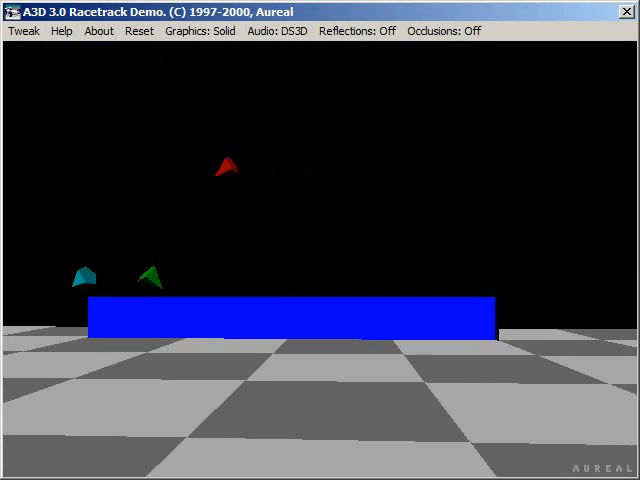 A3D 3.0 Racetrack Demo. (C) 1997-2000, Aureal
Tweak Help About Reset Graphics: Solid Audio: DS3D Reflections: Off Occlusions: Off
AUREAL